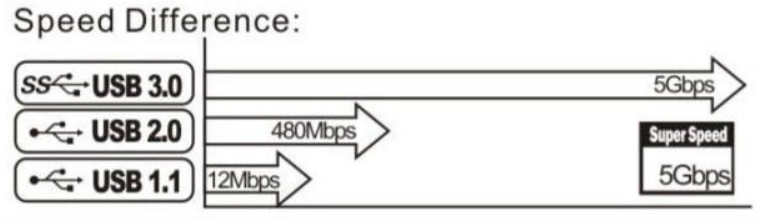 Speed Difference:
SS USB 3.0
5Gbps
USB 2.0
480Mbps
Super Speed
5Gbps
USB 1.1
12Mbps